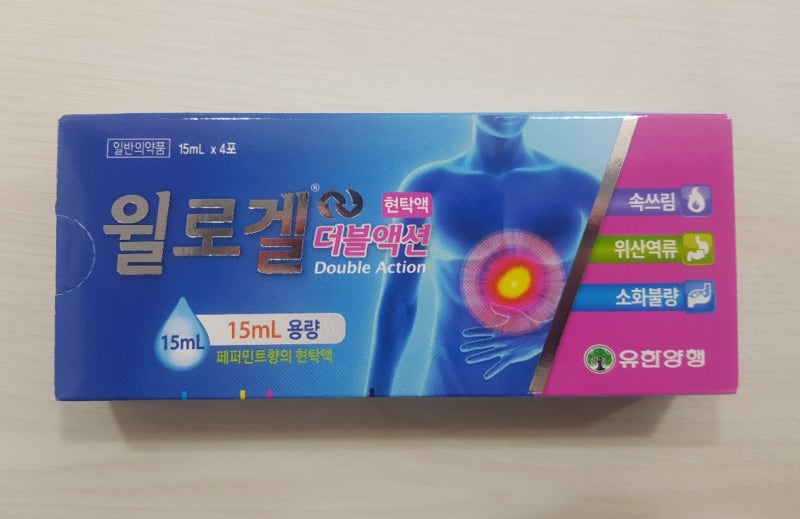 일반의약품 15mL x 4포
윌로겔® 현탁액
더블액션
Double Action
15mL
15mL 용량
페퍼민트향의 현탁액
속쓰림
위산역류
소화불량
유한양행